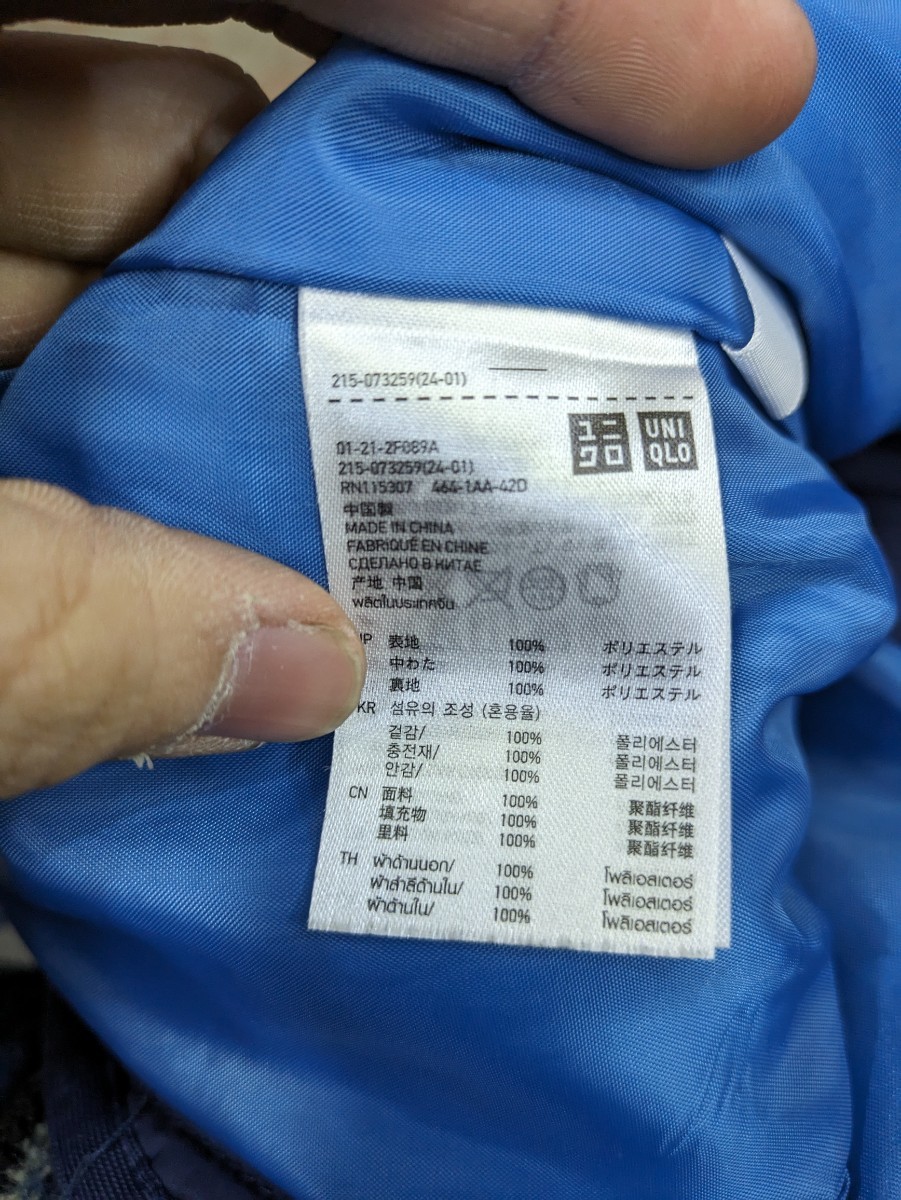 215-073259(24-01)
ユニ
クロ
UNI
QLO
01-21-2F089A
215-073259(24-01)
RN115307 464-1AA-42D
中国製
MADE IN CHINA
FABRIQUÉ EN CHINE
СДЕЛАНО В КИТАЕ
产地 中国
ผลิตในประเทศจีน
表地 100% ポリエステル
中わた 100% ポリエステル
裏地 100% ポリエステル
KR 섬유의 조성 (혼용율)
겉감/ 100% 폴리에스터
충전재/ 100% 폴리에스터
안감/ 100% 폴리에스터
CN 面料 100% 聚酯纤维
填充物 100% 聚酯纤维
里料 100% 聚酯纤维
TH ผ้าด้านนอก/ 100% โพลีเอสเตอร์
ผ้าสำลีด้านใน/ 100% โพลีเอสเตอร์
ผ้าด้านใน/ 100% โพลีเอสเตอร์